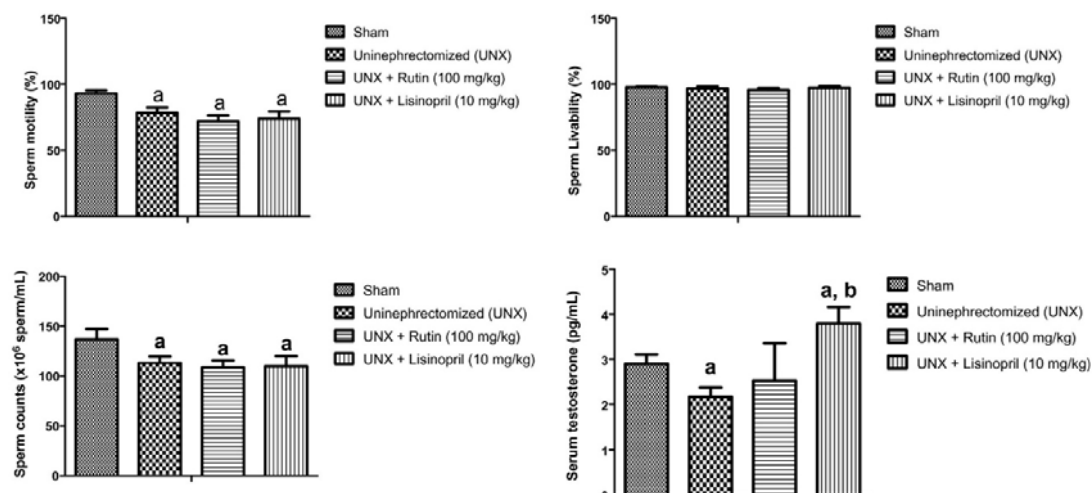 150
100
50
0
Sperm motility (%)
a
a
a
Sham
Uninephrectomized (UNX)
UNX + Rutin (100 mg/kg)
UNX + Lisinopril (10 mg/kg)
150
100
50
0
Sperm Livability (%)
Sham
Uninephrectomized (UNX)
UNX + Rutin (100 mg/kg)
UNX + Lisinopril (10 mg/kg)
200
150
100
50
0
Sperm counts (x10⁶ sperm/mL)
a
a
a
Sham
Uninephrectomized (UNX)
UNX + Rutin (100 mg/kg)
UNX + Lisinopril (10 mg/kg)
5
4
3
2
1
Serum testosterone (pg/mL)
a
a, b
Sham
Uninephrectomized (UNX)
UNX + Rutin (100 mg/kg)
UNX + Lisinopril (10 mg/kg)